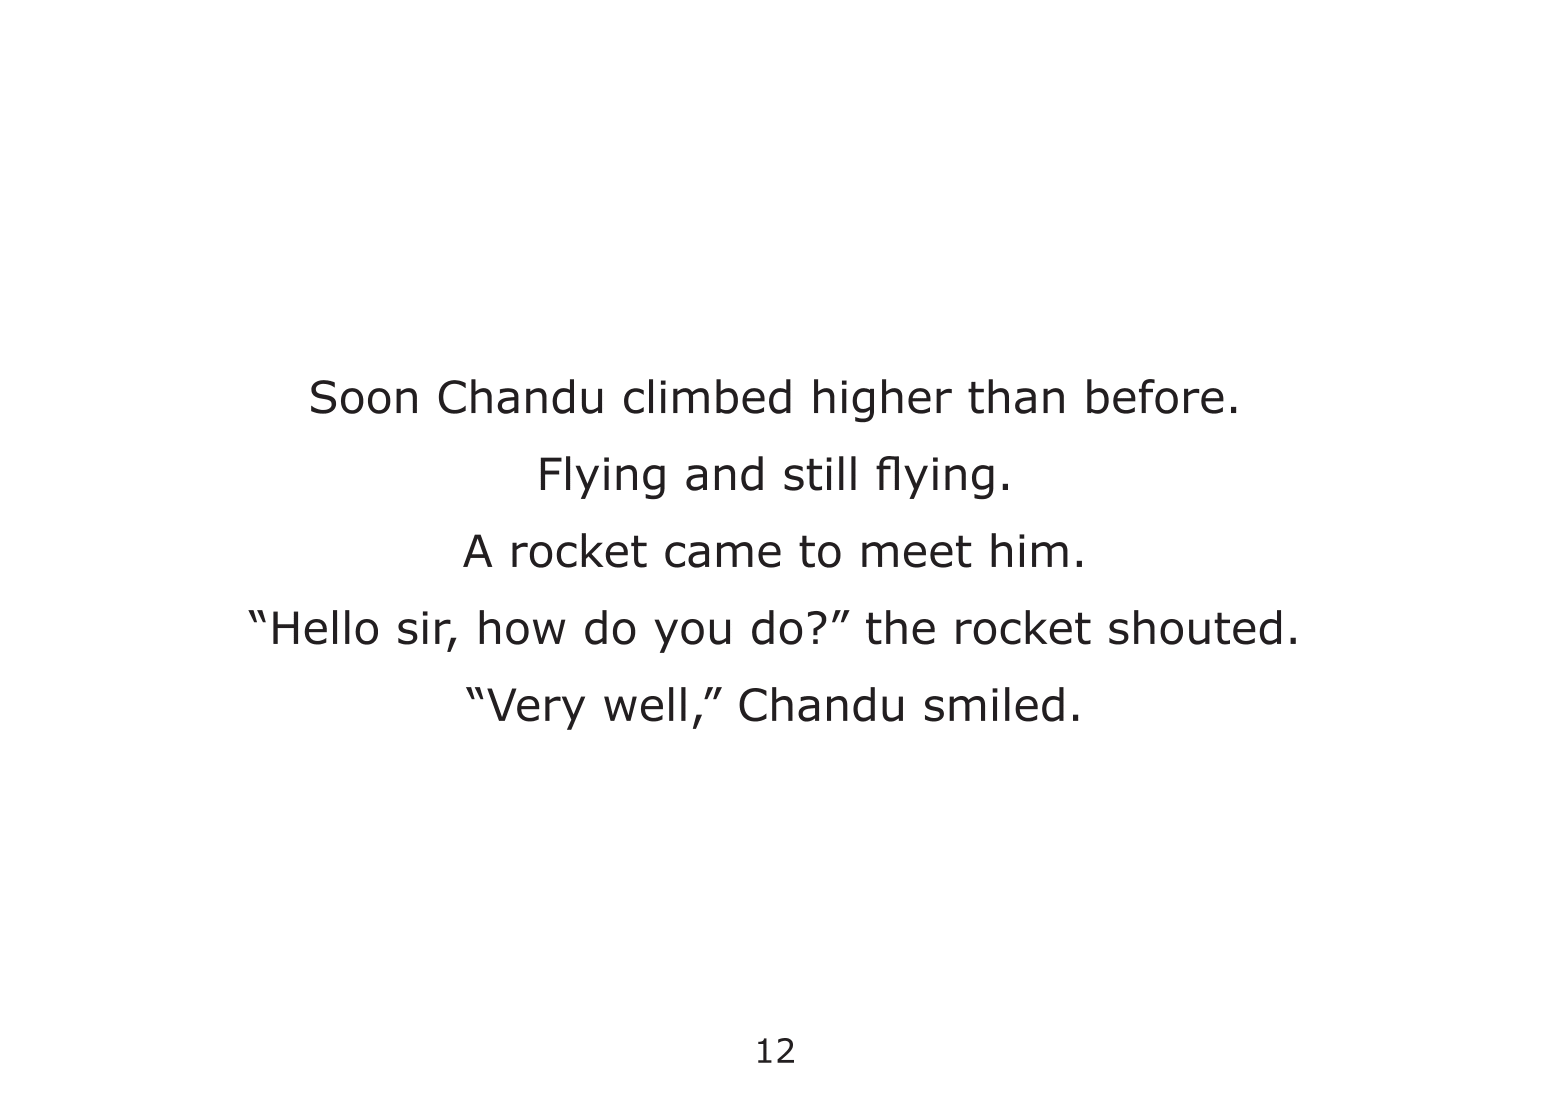 Soon Chandu climbed higher than before.
Flying and still flying.
A rocket came to meet him.
“Hello sir, how do you do?” the rocket shouted.
“Very well,” Chandu smiled.
12